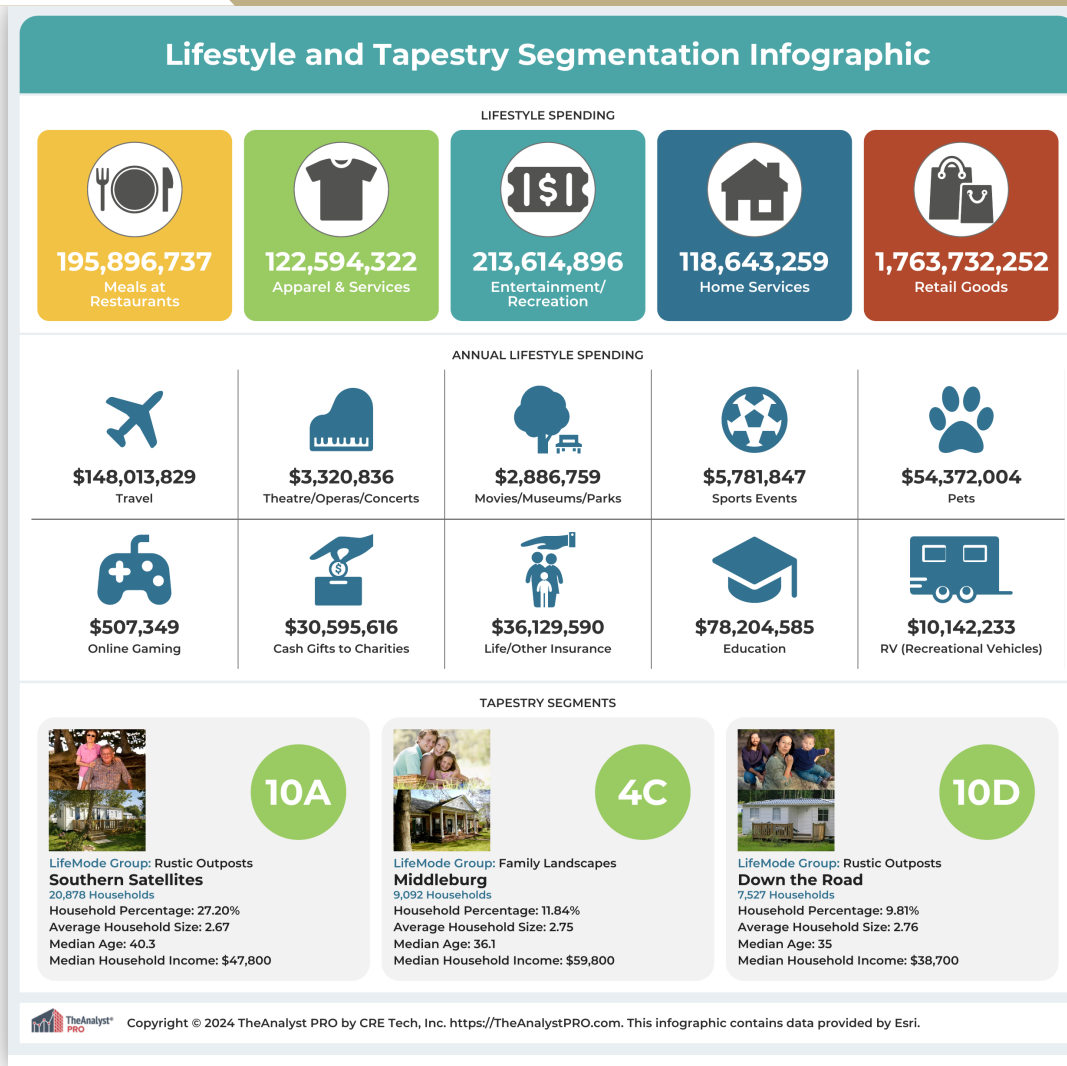 Lifestyle and Tapestry Segmentation Infographic
LIFESTYLE SPENDING
195,896,737
Meals at
Restaurants
122,594,322
Apparel & Services
213,614,896
Entertainment/
Recreation
118,643,259
Home Services
1,763,732,252
Retail Goods
ANNUAL LIFESTYLE SPENDING
$148,013,829
Travel
$3,320,836
Theatre/Operas/Concerts
$2,886,759
Movies/Museums/Parks
$5,781,847
Sports Events
$54,372,004
Pets
$507,349
Online Gaming
$30,595,616
Cash Gifts to Charities
$36,129,590
Life/Other Insurance
$78,204,585
Education
$10,142,233
RV (Recreational Vehicles)
TAPESTRY SEGMENTS
10A
LifeMode Group: Rustic Outposts
Southern Satellites
20,878 Households
Household Percentage: 27.20%
Average Household Size: 2.67
Median Age: 40.3
Median Household Income: $47,800
4C
LifeMode Group: Family Landscapes
Middleburg
9,092 Households
Household Percentage: 11.84%
Average Household Size: 2.75
Median Age: 36.1
Median Household Income: $59,800
10D
LifeMode Group: Rustic Outposts
Down the Road
7,527 Households
Household Percentage: 9.81%
Average Household Size: 2.76
Median Age: 35
Median Household Income: $38,700
TheAnalyst®
PRO
Copyright © 2024 TheAnalyst PRO by CRE Tech, Inc. https://TheAnalystPRO.com. This infographic contains data provided by Esri.